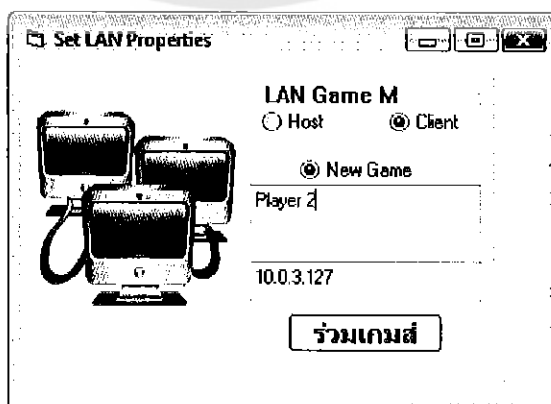 Set LAN Properties
LAN Game M
Host Client
New Game
Player 2
10.0.3.127
ร่วมเกมส์